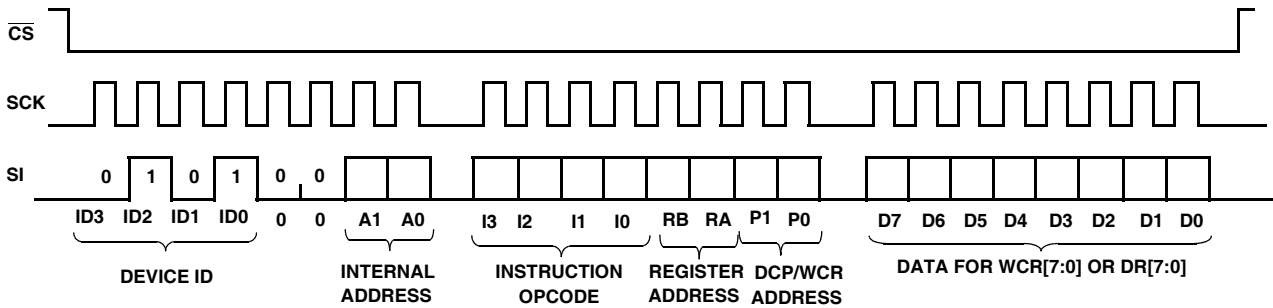 CS
SCK
SI
0 1 0 1 0 0
ID3 ID2 ID1 ID0 0 0 A1 A0 I3 I2 I1 I0 RB RA P1 P0 D7 D6 D5 D4 D3 D2 D1 D0
DEVICE ID
INTERNAL
ADDRESS
INSTRUCTION
OPCODE
REGISTER
ADDRESS
DCP/WCR
ADDRESS
DATA FOR WCR[7:0] OR DR[7:0]